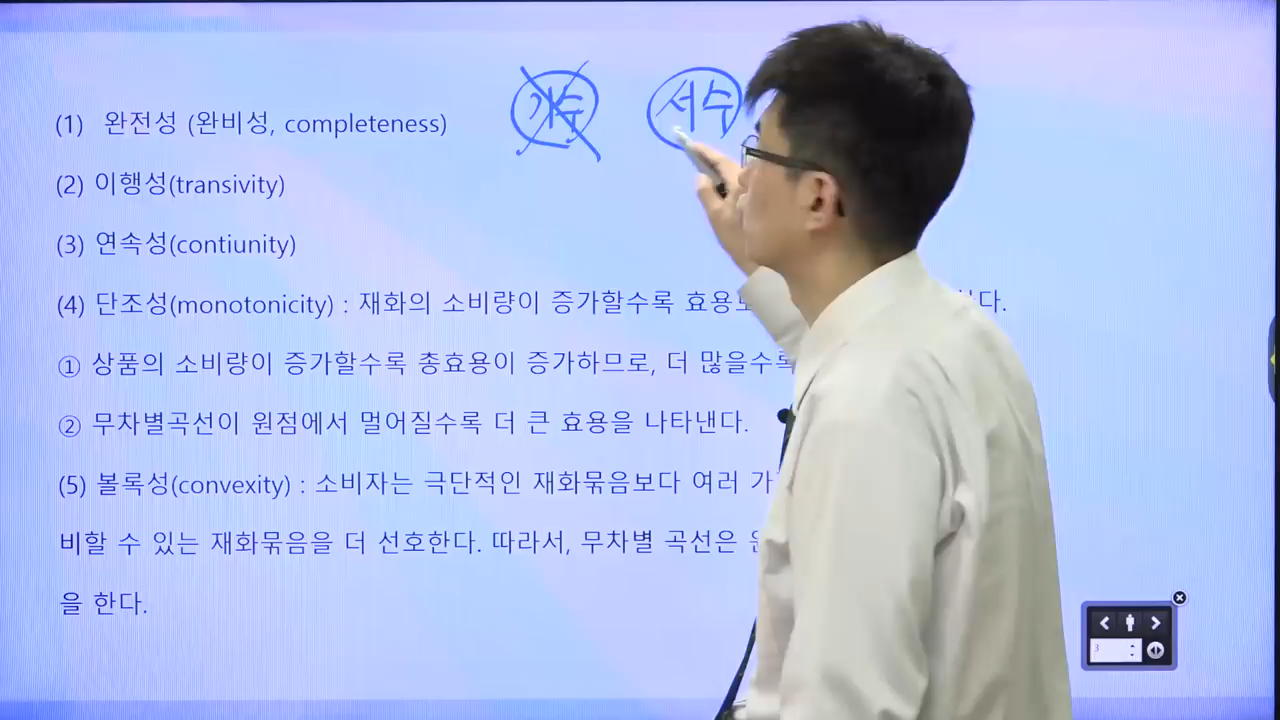 개수 서수
(1) 완전성 (완비성, completeness)
(2) 이행성(transivity)
(3) 연속성(contiunity)
(4) 단조성(monotonicity) : 재화의 소비량이 증가할수록 다.
① 상품의 소비량이 증가할수록 총효용이 증가하므로, 더 많을수록
② 무차별곡선이 원점에서 멀어질수록 더 큰 효용을 나타낸다.
(5) 볼록성(convexity) : 소비자는 극단적인 재화묶음보다 여러
비할 수 있는 재화묶음을 더 선호한다. 따라서, 무차별 곡선은
을 한다.
3